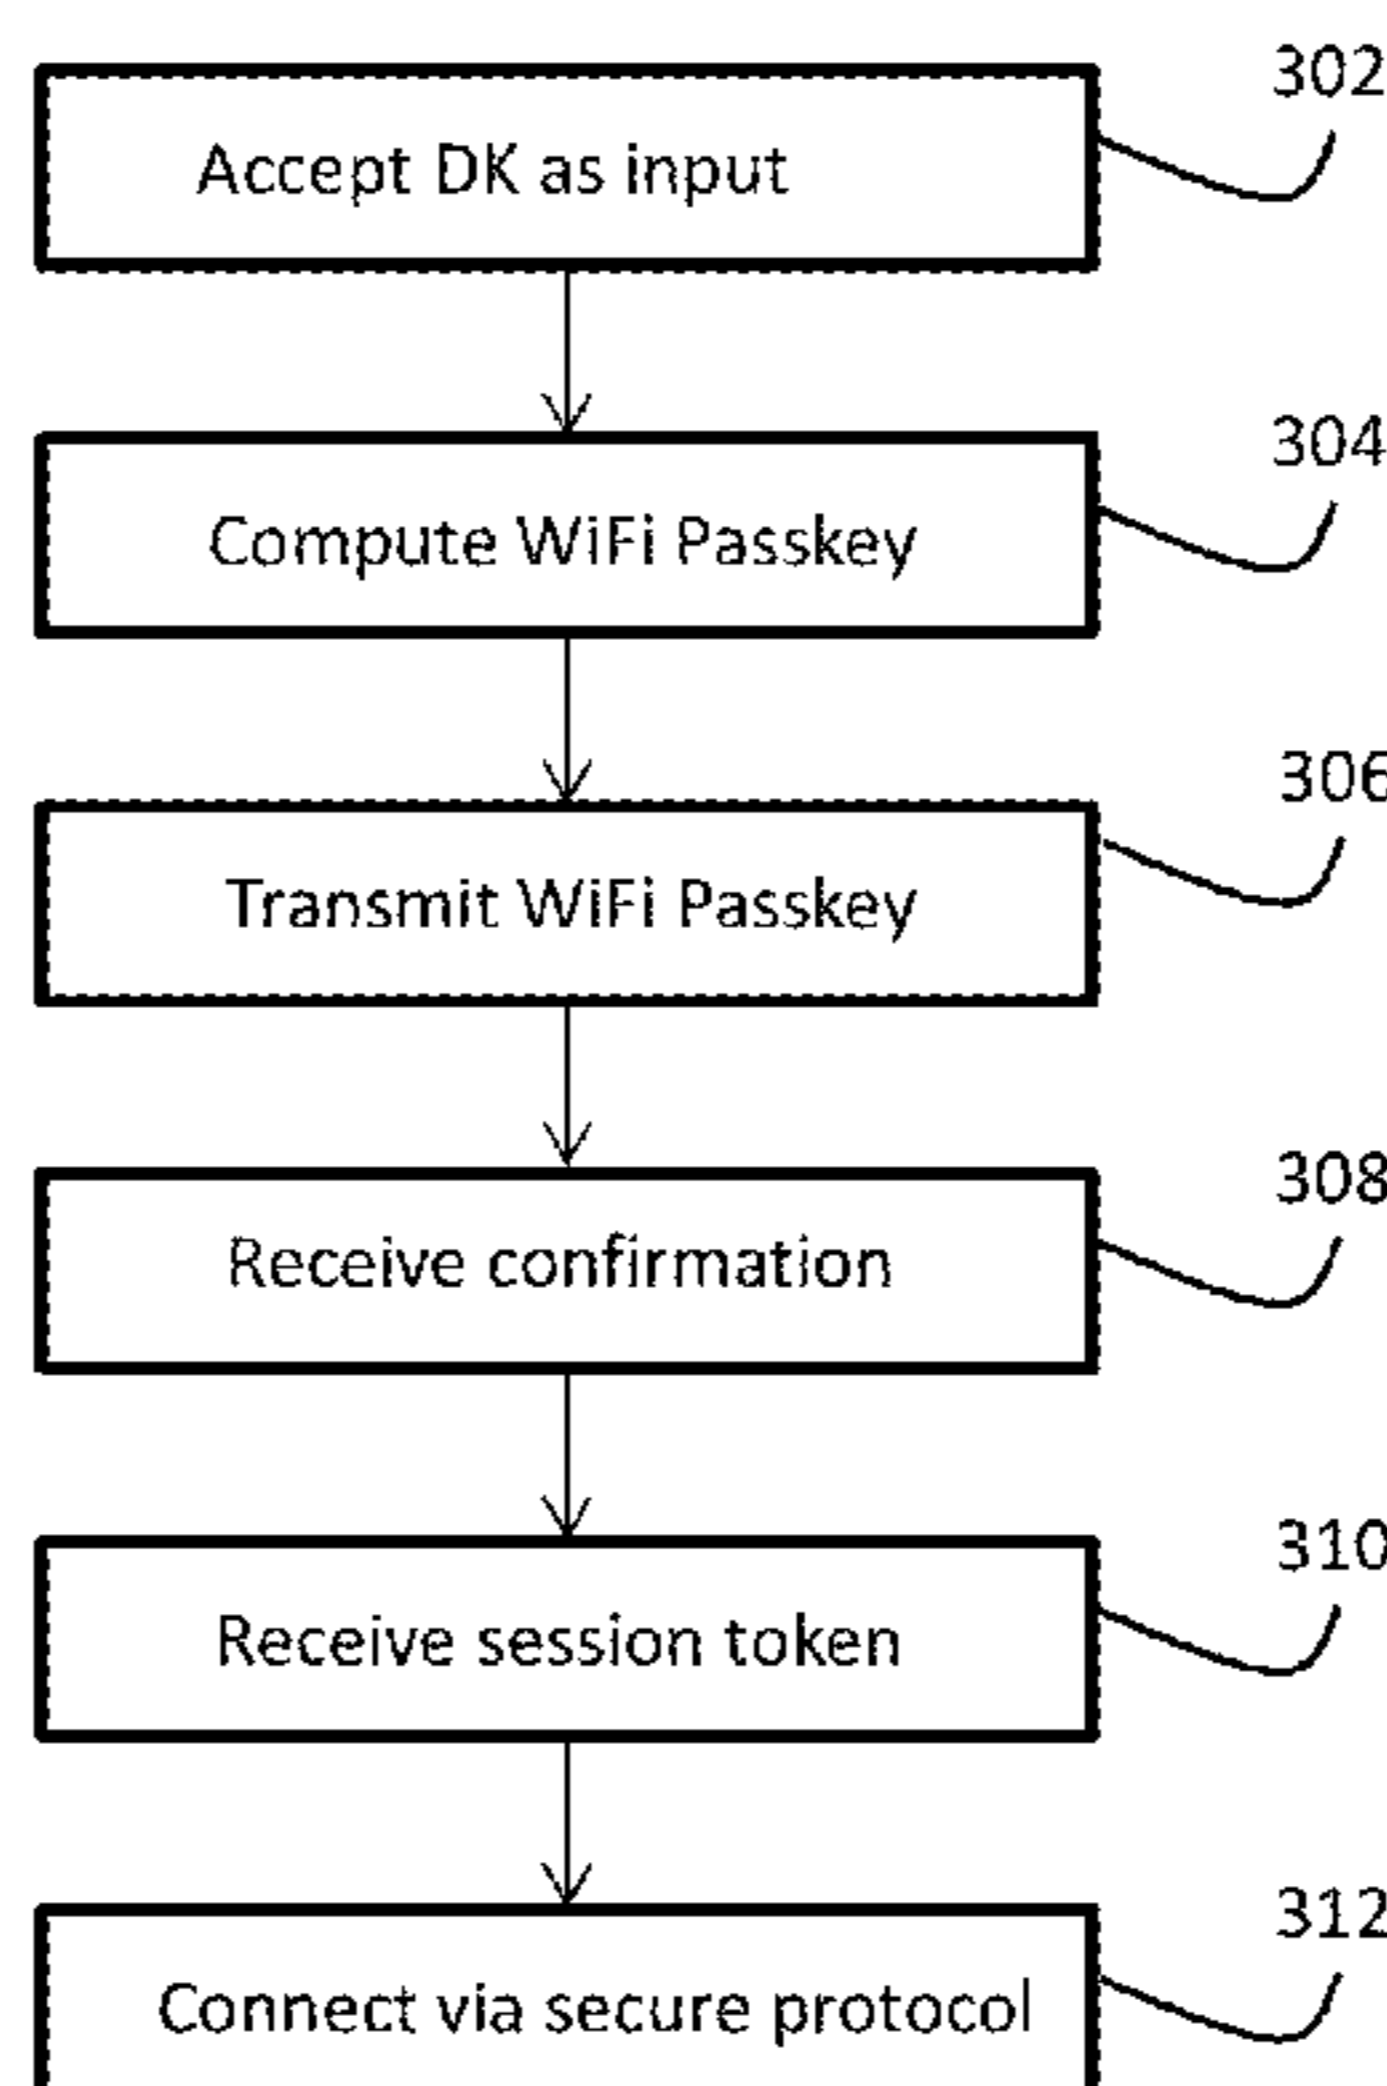 302
Accept DK as input
304
Compute WiFi Passkey
306
Transmit WiFi Passkey
308
Receive confirmation
310
Receive session token
312
Connect via secure protocol